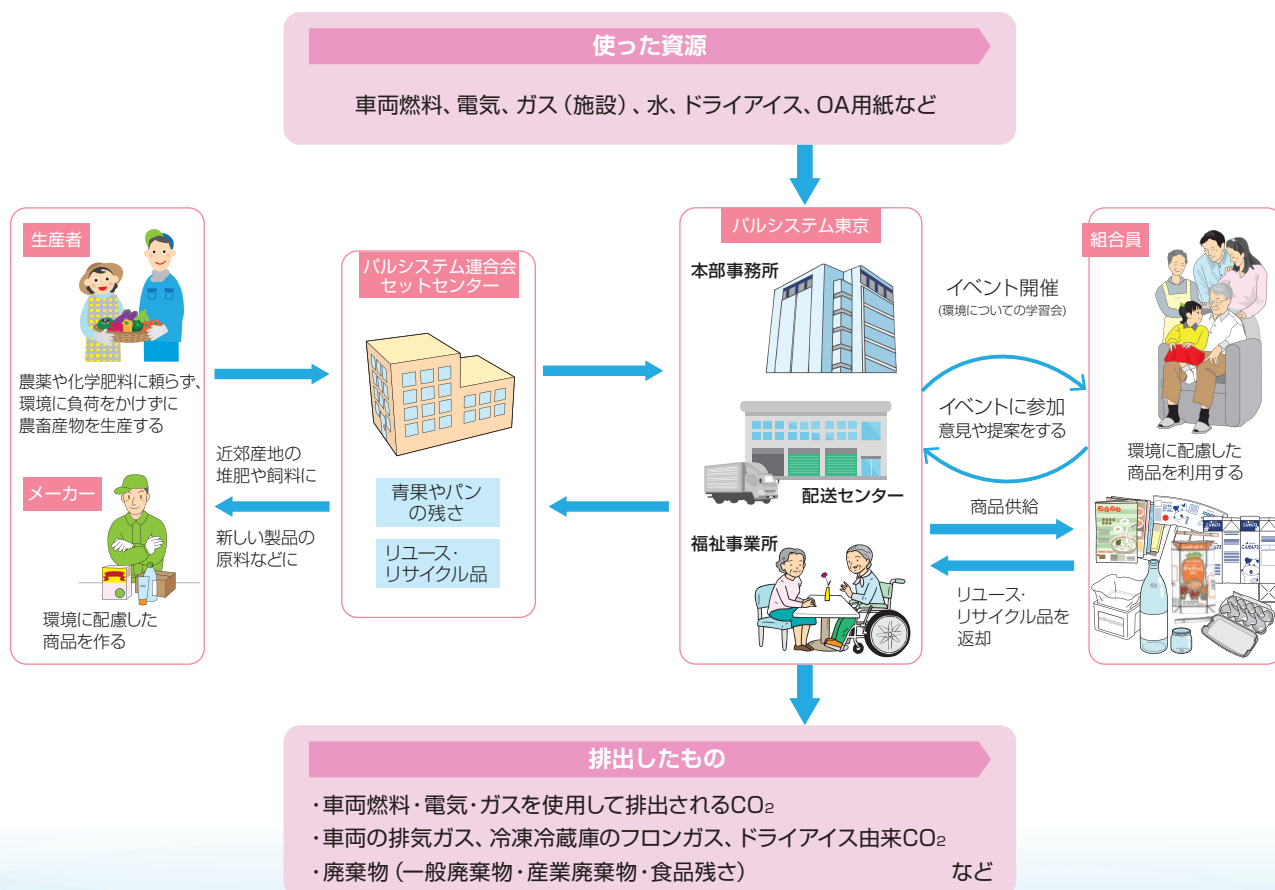 使った資源
車両燃料、電気、ガス（施設）、水、ドライアイス、OA用紙など
生産者
農薬や化学肥料に頼らず、
環境に負荷をかけずに
農畜産物を生産する
メーカー
環境に配慮した
商品を作る
近郊産地の
堆肥や飼料に
新しい製品の
原料などに
パルシステム連合会
セットセンター
青果やパン
の残さ
リユース・
リサイクル品
パルシステム東京
本部事務所
配送センター
福祉事業所
イベント開催
(環境についての学習会)
イベントに参加
意見や提案をする
商品供給
リユース・
リサイクル品を
返却
組合員
環境に配慮した
商品を利用する
排出したもの
・車両燃料・電気・ガスを使用して排出されるCO₂
・車両の排気ガス、冷凍冷蔵庫のフロンガス、ドライアイス由来CO₂
・廃棄物（一般廃棄物・産業廃棄物・食品残さ） など